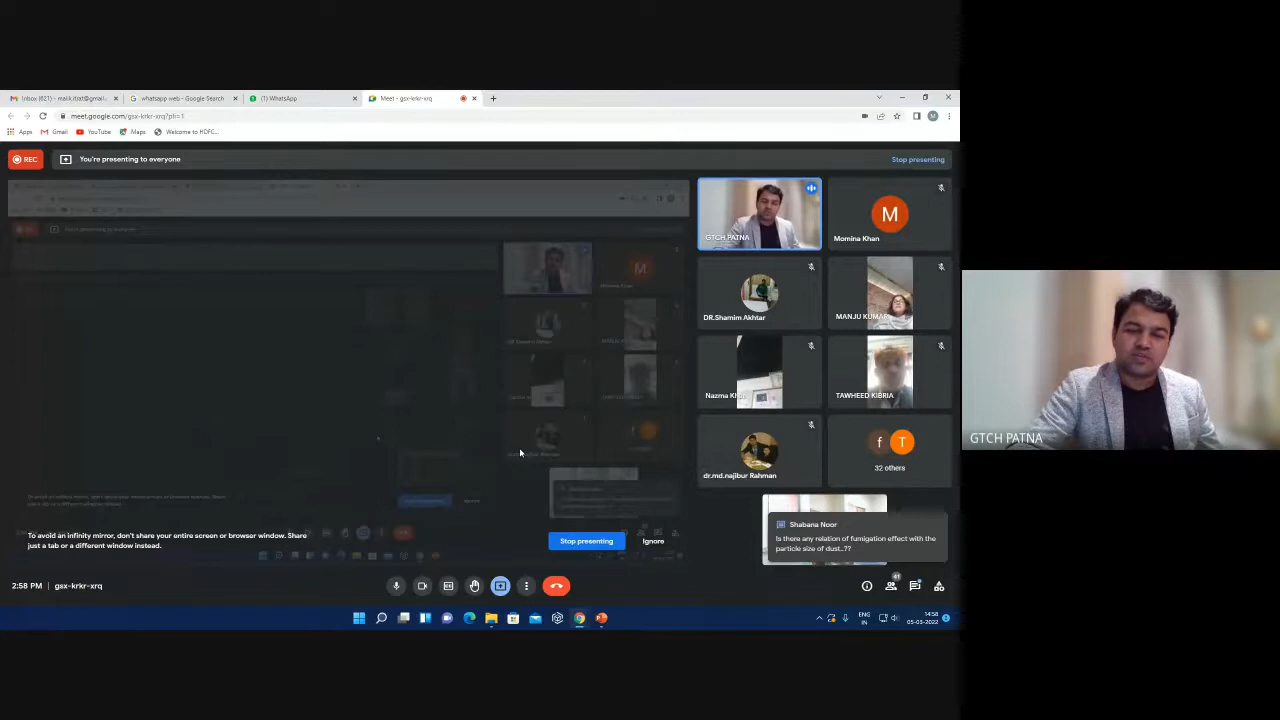 Inbox (621) - malik.itrat@gmail...
whatsapp web - Google Search
(1) WhatsApp
Meet - gsx-krkr-xrq
meet.google.com/gsx-krkr-xrq?pli=1
Apps
Gmail
YouTube
Maps
Welcome to HDFC...
REC
You're presenting to everyone
Stop presenting
GTCH PATNA
M
Momina Khan
DR.Shamim Akhtar
MANJU KUMAR
Nazma Kh
TAWHEED KIBRIA
dr.md.najibur Rahman
f T
32 others
Shabana Noor
Is there any relation of fumigation effect with the
particle size of dust..??
To avoid an infinity mirror, don't share your entire screen or browser window. Share
just a tab or a different window instead.
Stop presenting
Ignore
2:58 PM | gsx-krkr-xrq
41
ENG
IN
14:58
05-03-2022
GTCH PATNA